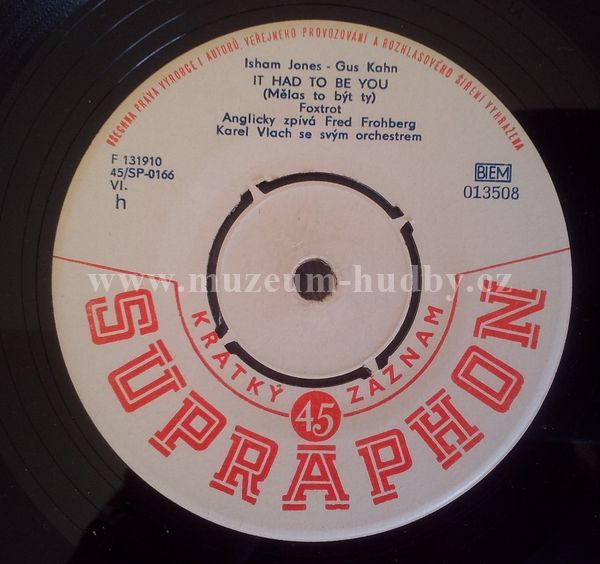 VŠECHNA PRÁVA VÝROBCE I AUTORŮ, VEŘEJNÉHO PROVOZOVÁNÍ A ROZHLASOVÉHO ŠÍŘENÍ VYHRAZENA
Isham Jones - Gus Kahn
IT HAD TO BE YOU
(Mělas to být ty)
Foxtrot
Anglicky zpívá Fred Frohberg
Karel Vlach se svým orchestrem
F 131910
45/SP-0166
VI.
h
BIEM
013508
www.muzeum-hudby.cz
KRÁTKÝ 45 ZÁZNAM
SUPRAPHON